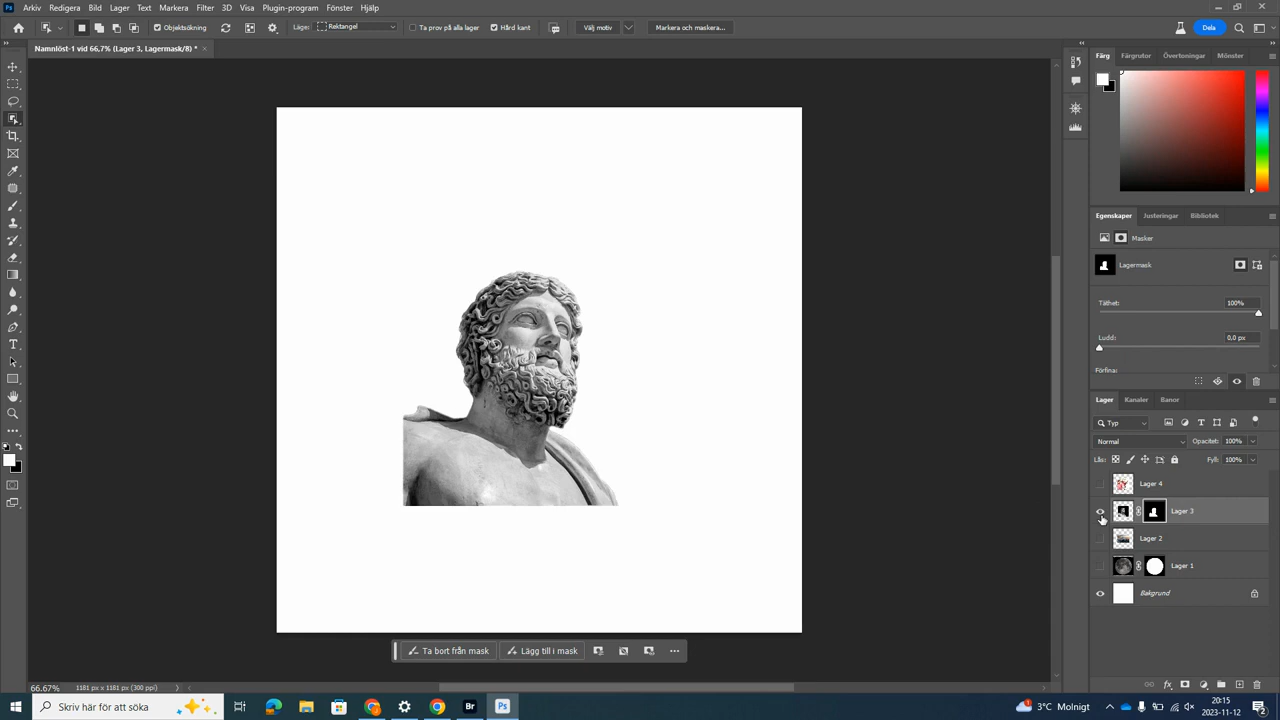 Ps Arkiv Redigera Bild Lager Text Markera Filter 3D Visa Plugin-program Fönster Hjälp
Objektsökning Läge: Rektangel Ta prov på alla lager Hård kant Välj motiv Markera och maskera... Dela
Namnlöst-1 vid 66,7% (Lager 3, Lagermask/8) *
Färg Färgrutor Övertoningar Mönster
Egenskaper Justeringar Bibliotek
Masker
Lagermask
Täthet: 100%
Ludd: 0,0 px
Förfina:
Lager Kanaler Banor
Typ
Normal Opacitet: 100%
Lås: Fyll: 100%
Lager 4
Lager 3
Lager 2
Lager 1
Bakgrund
Ta bort från mask Lägg till i mask
66.67% 1181 px x 1181 px (300 ppi)
Skriv här för att söka Br Ps 3°C Molnigt 20:15
2023-11-12 2